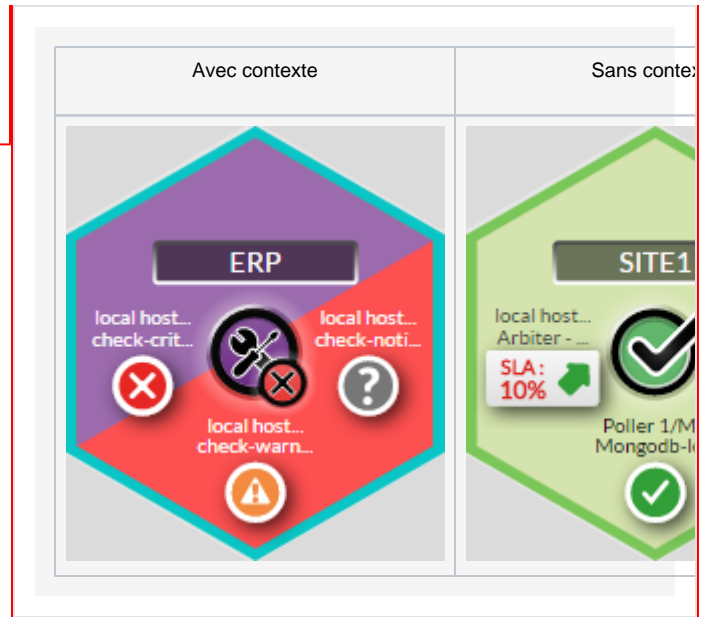 Avec contexte
Sans conte
ERP
local host...
check-crit...
local host...
check-noti...
local host...
check-warn...
SITE1
local host...
Arbiter - ...
SLA:
10%
Poller 1/M
Mongodb-l